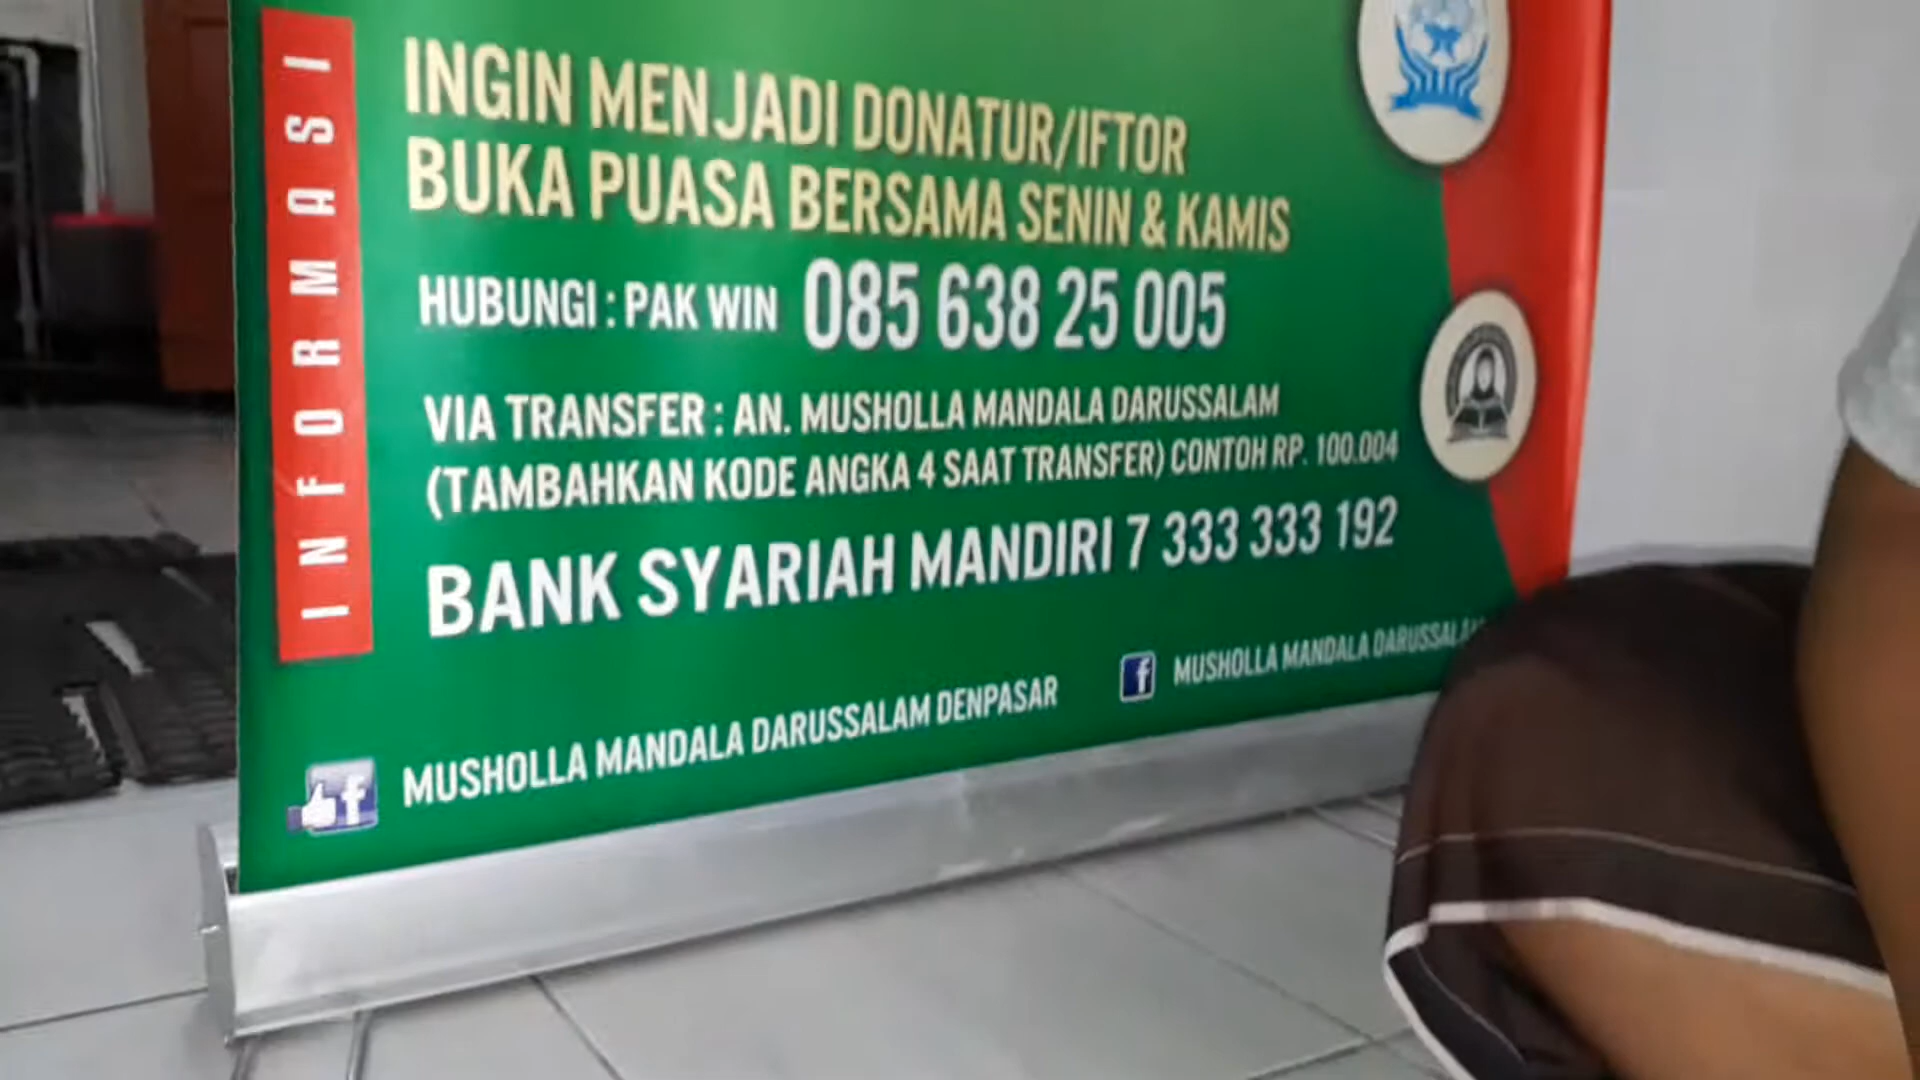 INFORMASI
INGIN MENJADI DONATUR/IFTOR
BUKA PUASA BERSAMA SENIN & KAMIS
HUBUNGI : PAK WIN 085 638 25 005
VIA TRANSFER : AN. MUSHOLLA MANDALA DARUSSALAM
(TAMBAHKAN KODE ANGKA 4 SAAT TRANSFER) CONTOH RP. 100.004
BANK SYARIAH MANDIRI 7 333 333 192
MUSHOLLA MANDALA DARUSSALAM DENPASAR
MUSHOLLA MANDALA DARUSSALAM